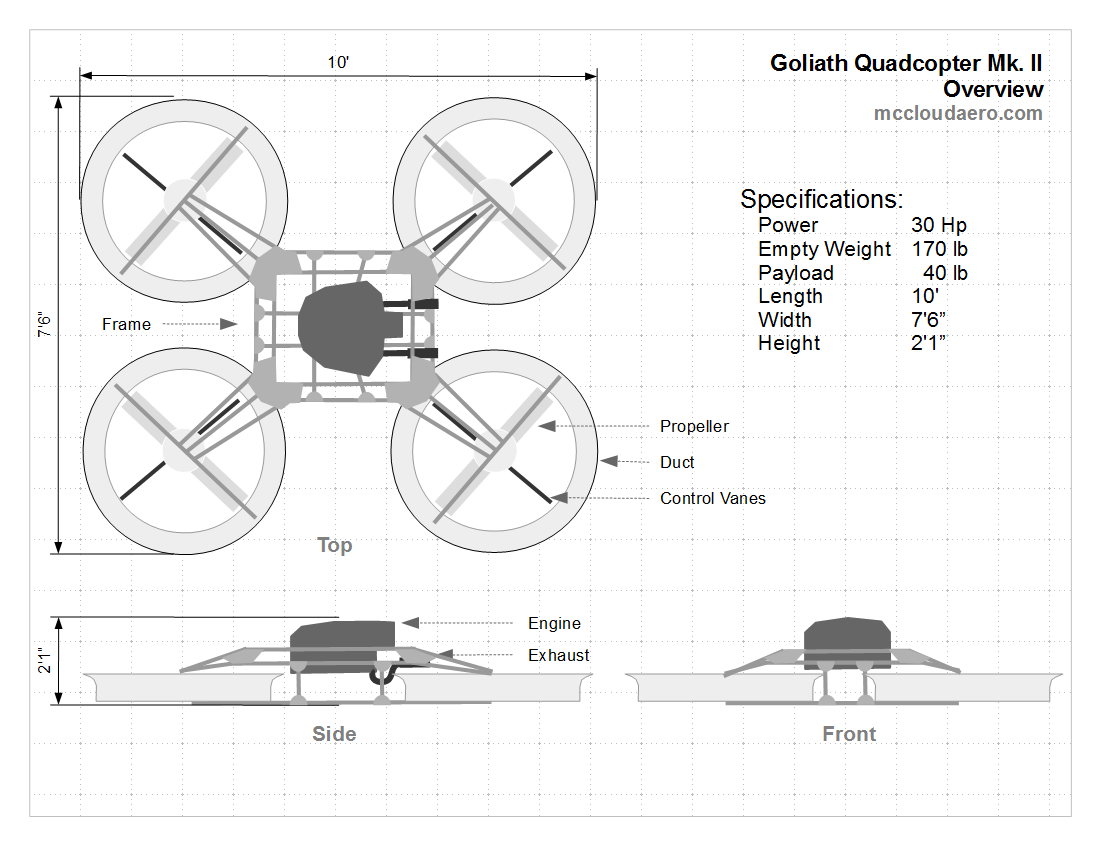 10'
Goliath Quadcopter Mk. II
Overview
mccloudaero.com
Specifications:
Power 30 Hp
Empty Weight 170 lb
Payload 40 lb
Length 10'
Width 7'6”
Height 2'1”
7'6"
Frame
Propeller
Duct
Control Vanes
Top
2'1"
Engine
Exhaust
Side
Front